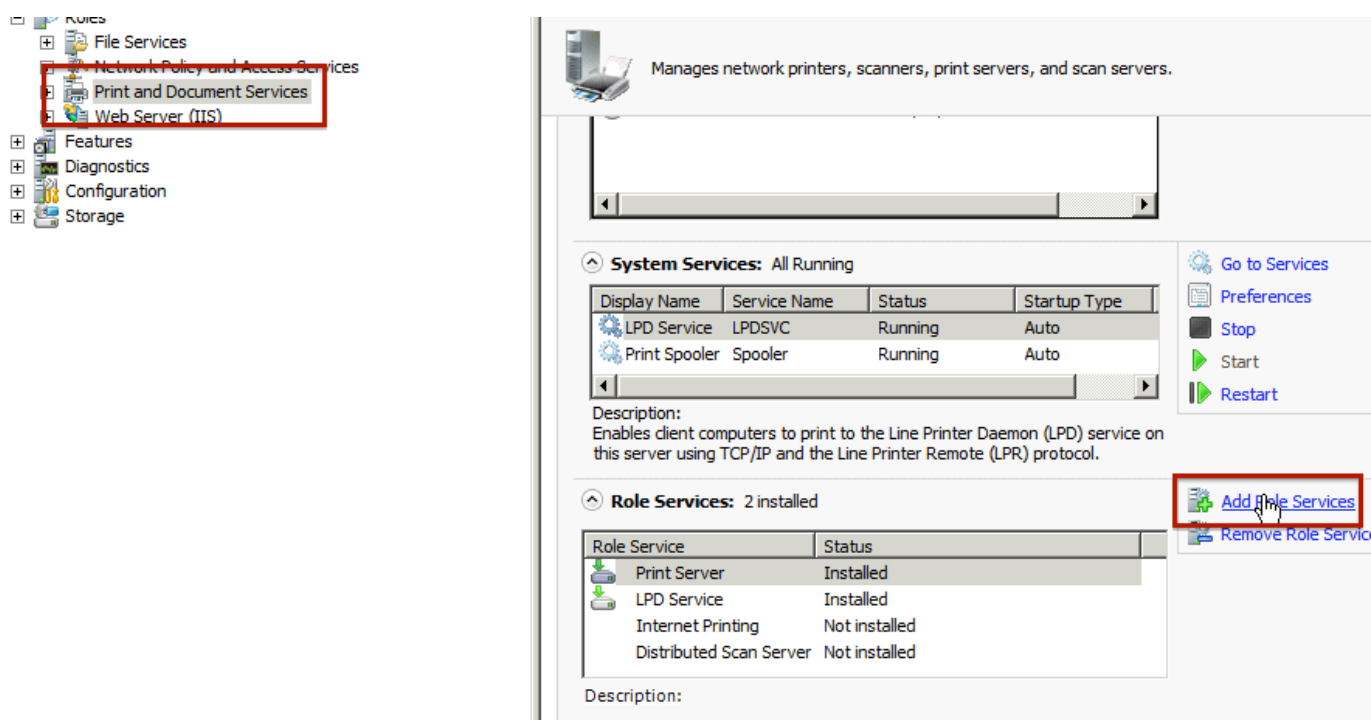 Roles
File Services
Network Policy and Access Services
Print and Document Services
Web Server (IIS)
Features
Diagnostics
Configuration
Storage
Manages network printers, scanners, print servers, and scan servers.
System Services: All Running
Display Name Service Name Status Startup Type
LPD Service LPDSVC Running Auto
Print Spooler Spooler Running Auto
Description:
Enables client computers to print to the Line Printer Daemon (LPD) service on
this server using TCP/IP and the Line Printer Remote (LPR) protocol.
Go to Services
Preferences
Stop
Start
Restart
Role Services: 2 installed
Role Service Status
Print Server Installed
LPD Service Installed
Internet Printing Not installed
Distributed Scan Server Not installed
Description:
Add Role Services
Remove Role Servic